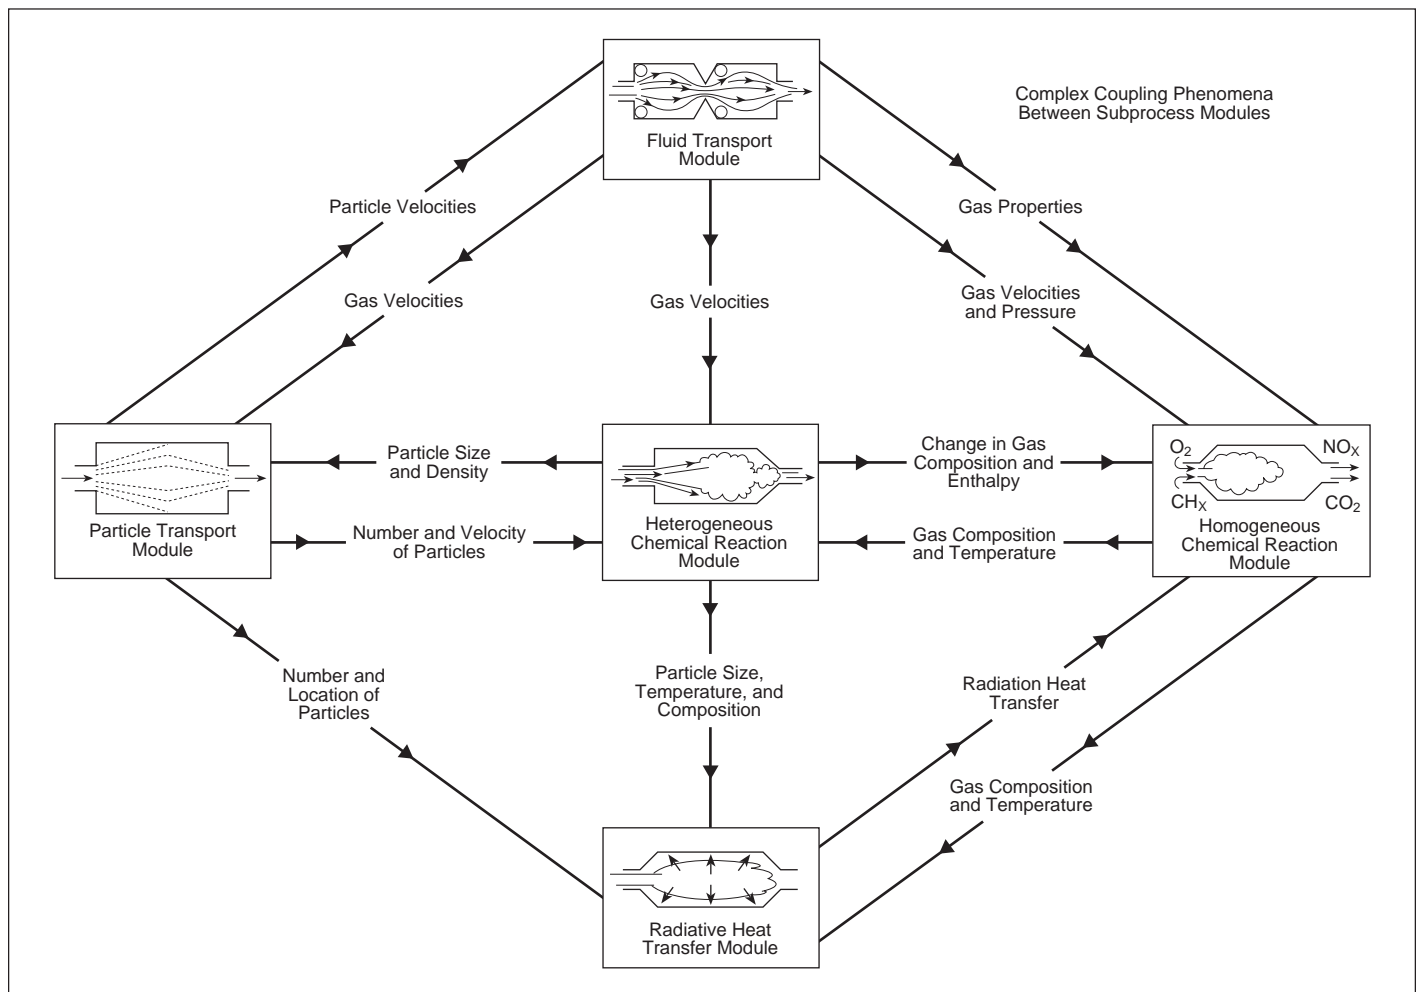 Complex Coupling Phenomena
Between Subprocess Modules
Fluid Transport
Module
Particle Velocities
Gas Properties
Gas Velocities
Gas Velocities
Gas Velocities
and Pressure
Particle Size
and Density
Change in Gas
Composition and
Enthalpy
O2
NOX
CHX
CO2
Particle Transport
Module
Number and Velocity
of Particles
Heterogeneous
Chemical Reaction
Module
Gas Composition
and Temperature
Homogeneous
Chemical Reaction
Module
Number and
Location of
Particles
Particle Size,
Temperature, and
Composition
Radiation Heat
Transfer
Gas Composition
and Temperature
Radiative Heat
Transfer Module